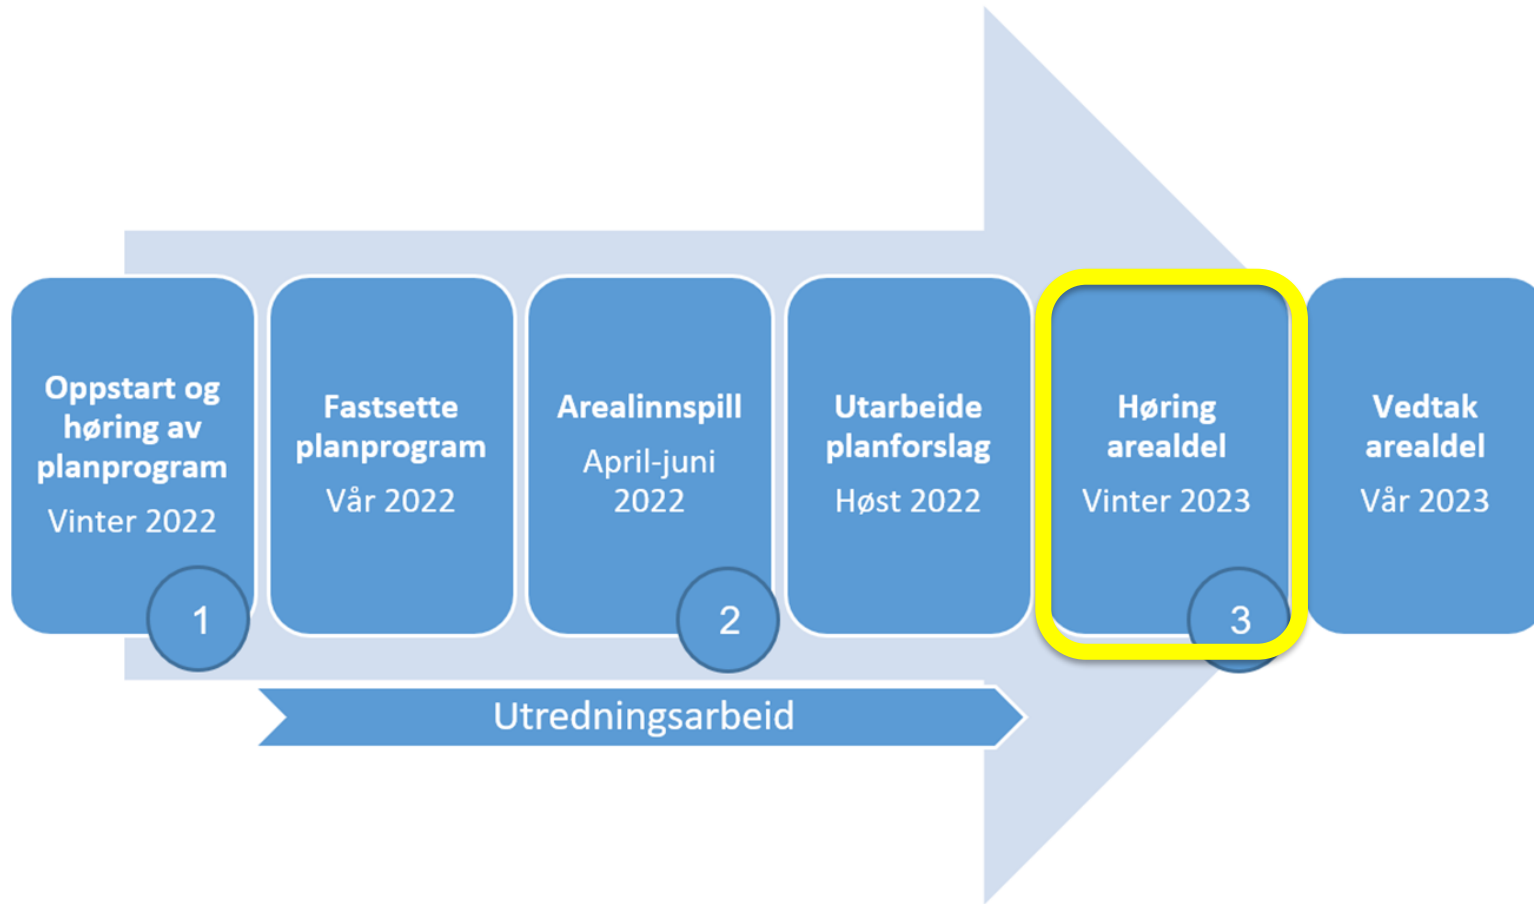 Oppstart og
høring av
planprogram
Vinter 2022
1
Fastsette
planprogram
Vår 2022
Arealinnspill
April-juni
2022
2
Utarbeide
planforslag
Høst 2022
Høring
arealdel
Vinter 2023
3
Vedtak
arealdel
Vår 2023
Utredningsarbeid